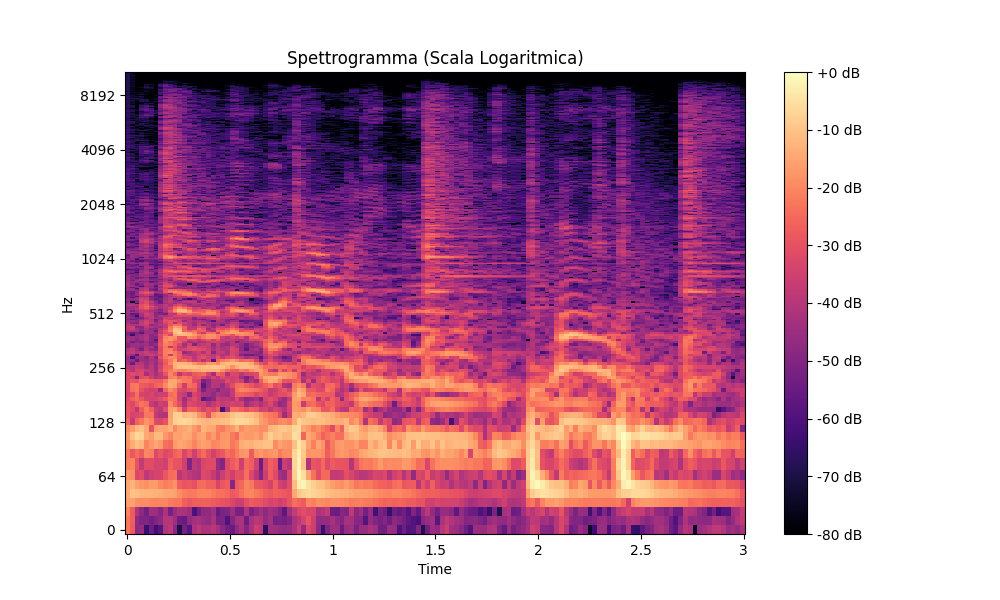 Spettrogramma (Scala Logaritmica)
Hz
8192
4096
2048
1024
512
256
128
64
0
0 0.5 1 1.5 2 2.5 3
Time
+0 dB
-10 dB
-20 dB
-30 dB
-40 dB
-50 dB
-60 dB
-70 dB
-80 dB